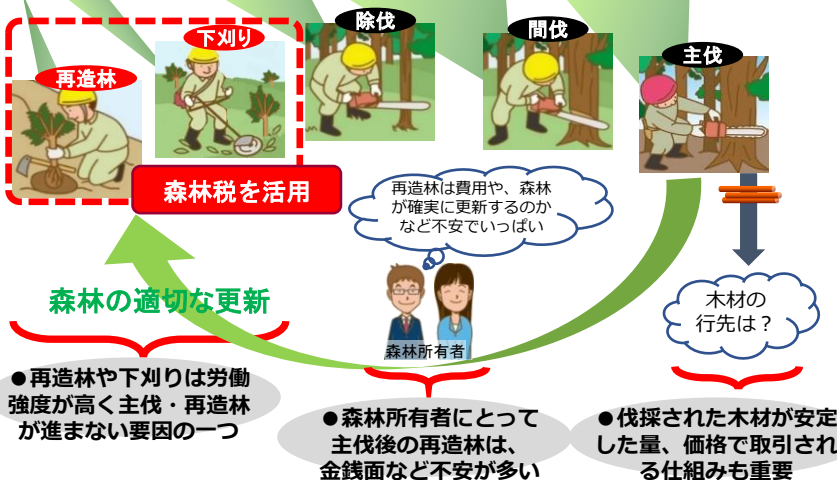 再造林
下刈り
除伐
間伐
主伐
森林税を活用
再造林は費用や、森林
が確実に更新するのか
など不安でいっぱい
森林の適切な更新
森林所有者
木材の
行先は？
●再造林や下刈りは労働
強度が高く主伐・再造林
が進まない要因の一つ
●森林所有者にとって
主伐後の再造林は、
金銭面など不安が多い
●伐採された木材が安定
した量、価格で取引され
る仕組みも重要